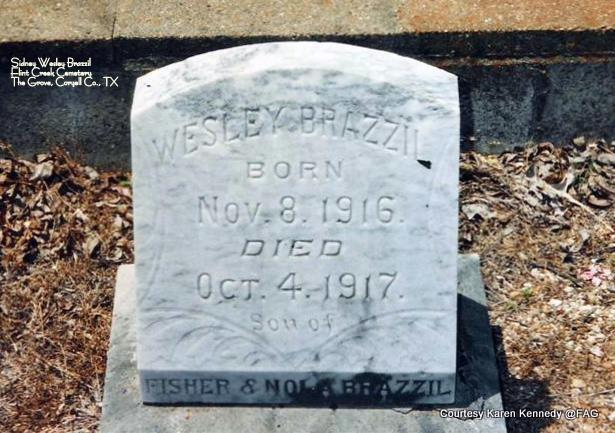 Sidney Wesley Brazzil
Flint Creek Cemetery
The Grove, Coryell Co., TX
WESLEY BRAZZIL
BORN
NOV. 8. 1916.
DIED
OCT. 4. 1917.
Son of
FISHER & NOLA BRAZZIL
Courtesy Karen Kennedy @FAG